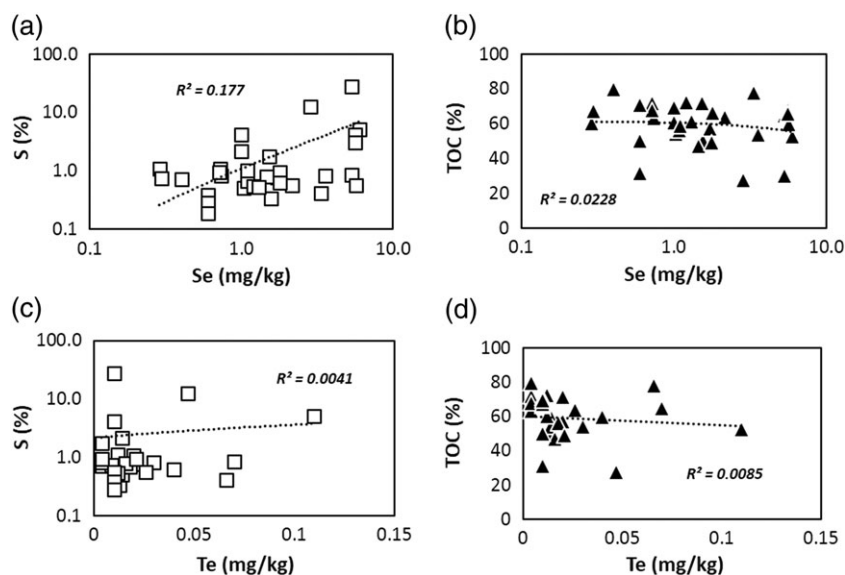 (a)
R² = 0.177
S (%)
100.0
10.0
1.0
0.1
0.1 1.0 10.0
Se (mg/kg)
(b)
TOC (%)
100
80
60
40
20
0
R² = 0.0228
0.1 1.0 10.0
Se (mg/kg)
(c)
S (%)
100.0
10.0
1.0
0.1
R² = 0.0041
0 0.05 0.1 0.15
Te (mg/kg)
(d)
TOC (%)
100
80
60
40
20
0
R² = 0.0085
0 0.05 0.1 0.15
Te (mg/kg)